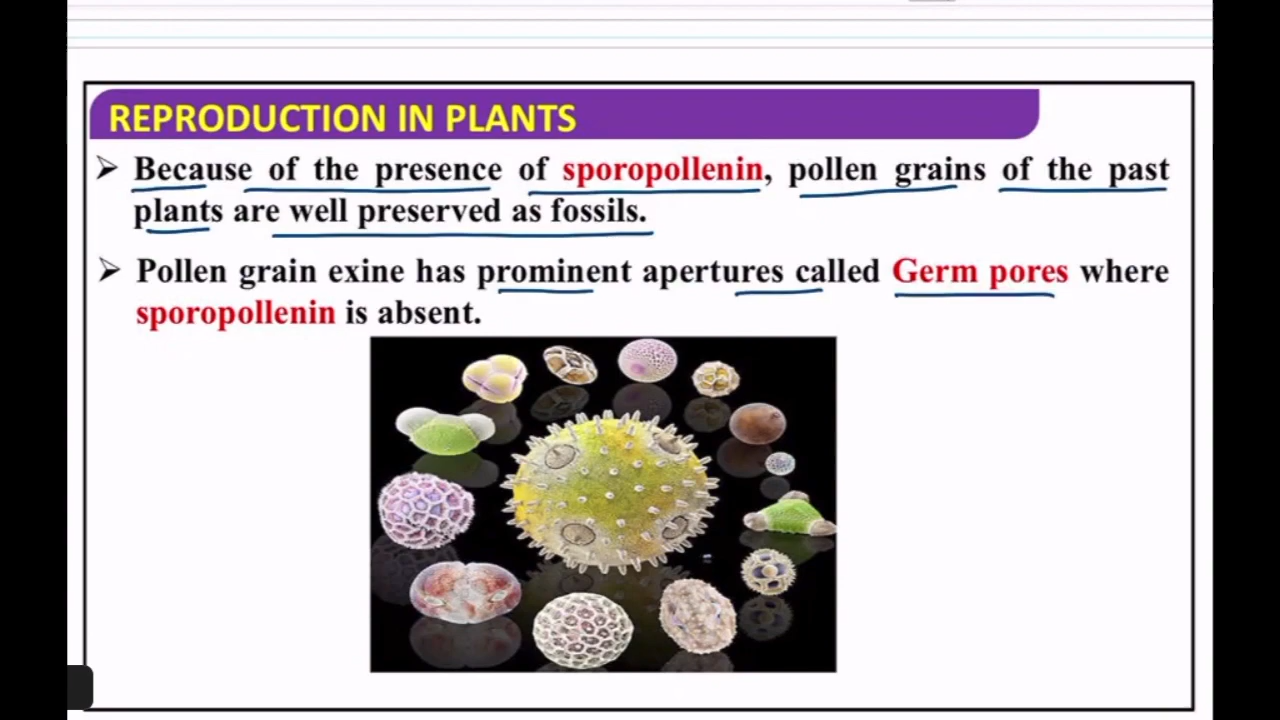 REPRODUCTION IN PLANTS
➢ Because of the presence of sporopollenin, pollen grains of the past
plants are well preserved as fossils.
➢ Pollen grain exine has prominent apertures called Germ pores where
sporopollenin is absent.